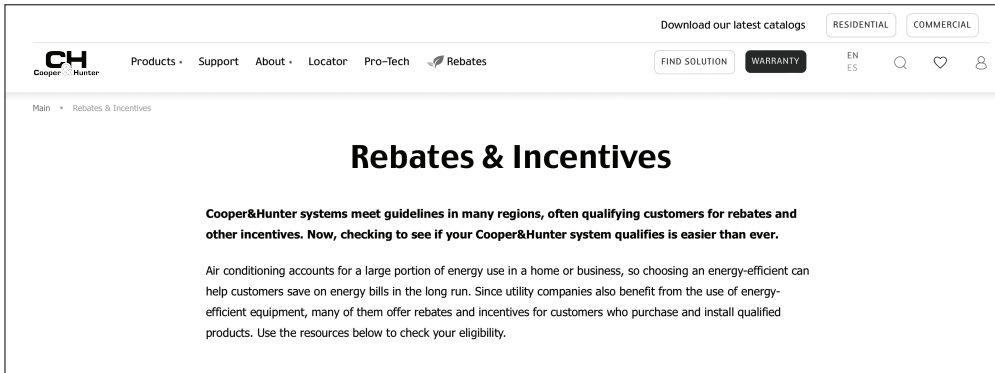 Download our latest catalogs RESIDENTIAL COMMERCIAL
CH
Cooper & Hunter
Products • Support About • Locator Pro-Tech Rebates FIND SOLUTION WARRANTY EN
ES
Main • Rebates & Incentives
Rebates & Incentives
Cooper&Hunter systems meet guidelines in many regions, often qualifying customers for rebates and
other incentives. Now, checking to see if your Cooper&Hunter system qualifies is easier than ever.
Air conditioning accounts for a large portion of energy use in a home or business, so choosing an energy-efficient can
help customers save on energy bills in the long run. Since utility companies also benefit from the use of energy-
efficient equipment, many of them offer rebates and incentives for customers who purchase and install qualified
products. Use the resources below to check your eligibility.